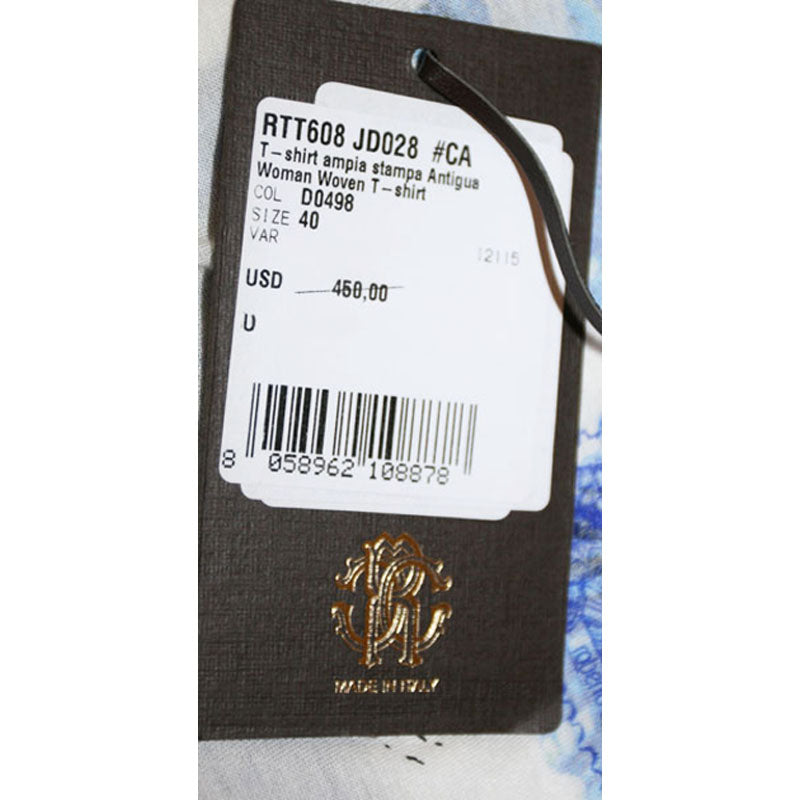 RTT608 JD028 #CA
T-shirt ampia stampa Antigua
Woman Woven T-shirt
COL D0498
SIZE 40
VAR
12115
USD 450,00
U
8 058962 108878
MADE IN ITALY